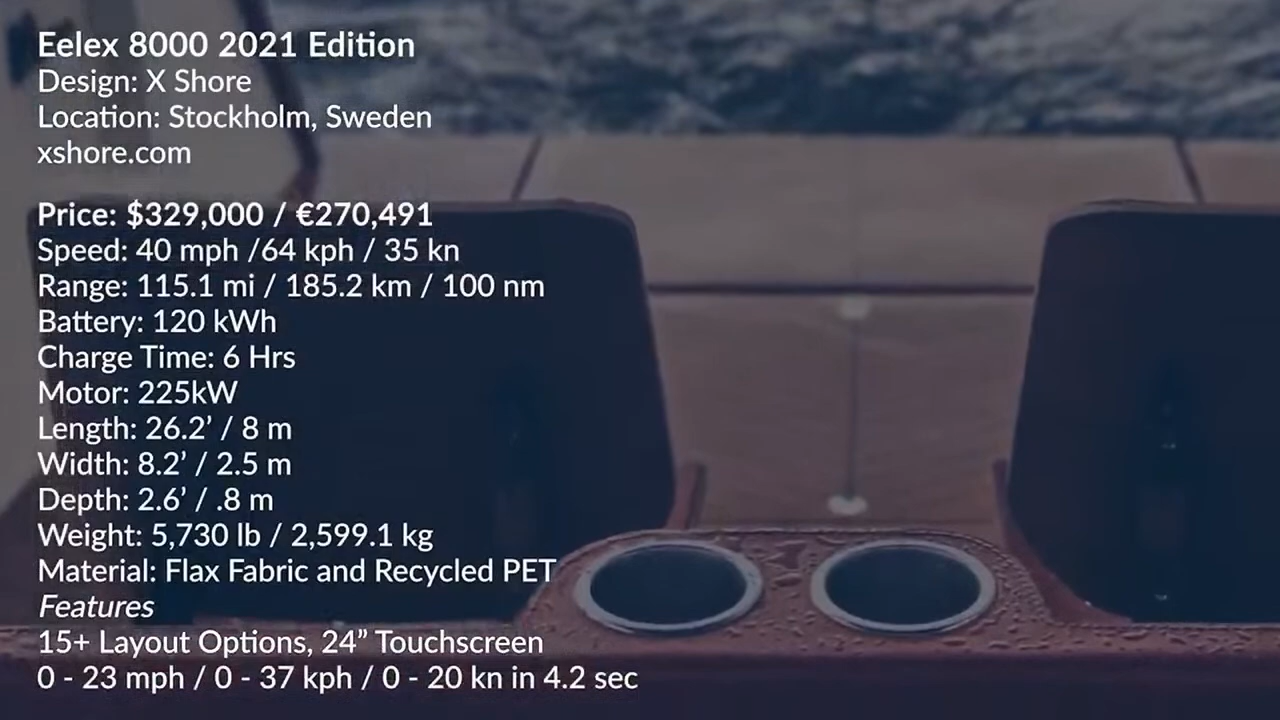 Eelex 8000 2021 Edition
Design: X Shore
Location: Stockholm, Sweden
xshore.com
Price: $329,000 / €270,491
Speed: 40 mph /64 kph / 35 kn
Range: 115.1 mi / 185.2 km / 100 nm
Battery: 120 kWh
Charge Time: 6 Hrs
Motor: 225kW
Length: 26.2’ / 8 m
Width: 8.2’ / 2.5 m
Depth: 2.6’ / .8 m
Weight: 5,730 lb / 2,599.1 kg
Material: Flax Fabric and Recycled PET
Features
15+ Layout Options, 24” Touchscreen
0 - 23 mph / 0 - 37 kph / 0 - 20 kn in 4.2 sec